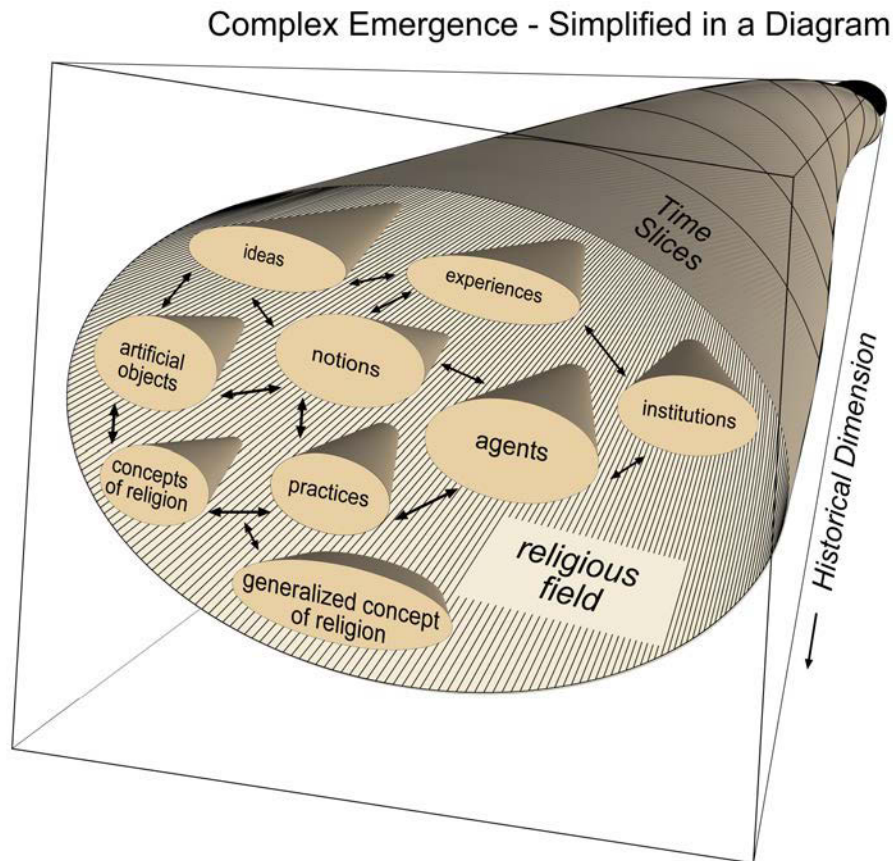 Complex Emergence - Simplified in a Diagram
Time
Slices
ideas
experiences
artificial
objects
notions
institutions
agents
concepts
of religion
practices
religious
field
generalized concept
of religion
Historical Dimension